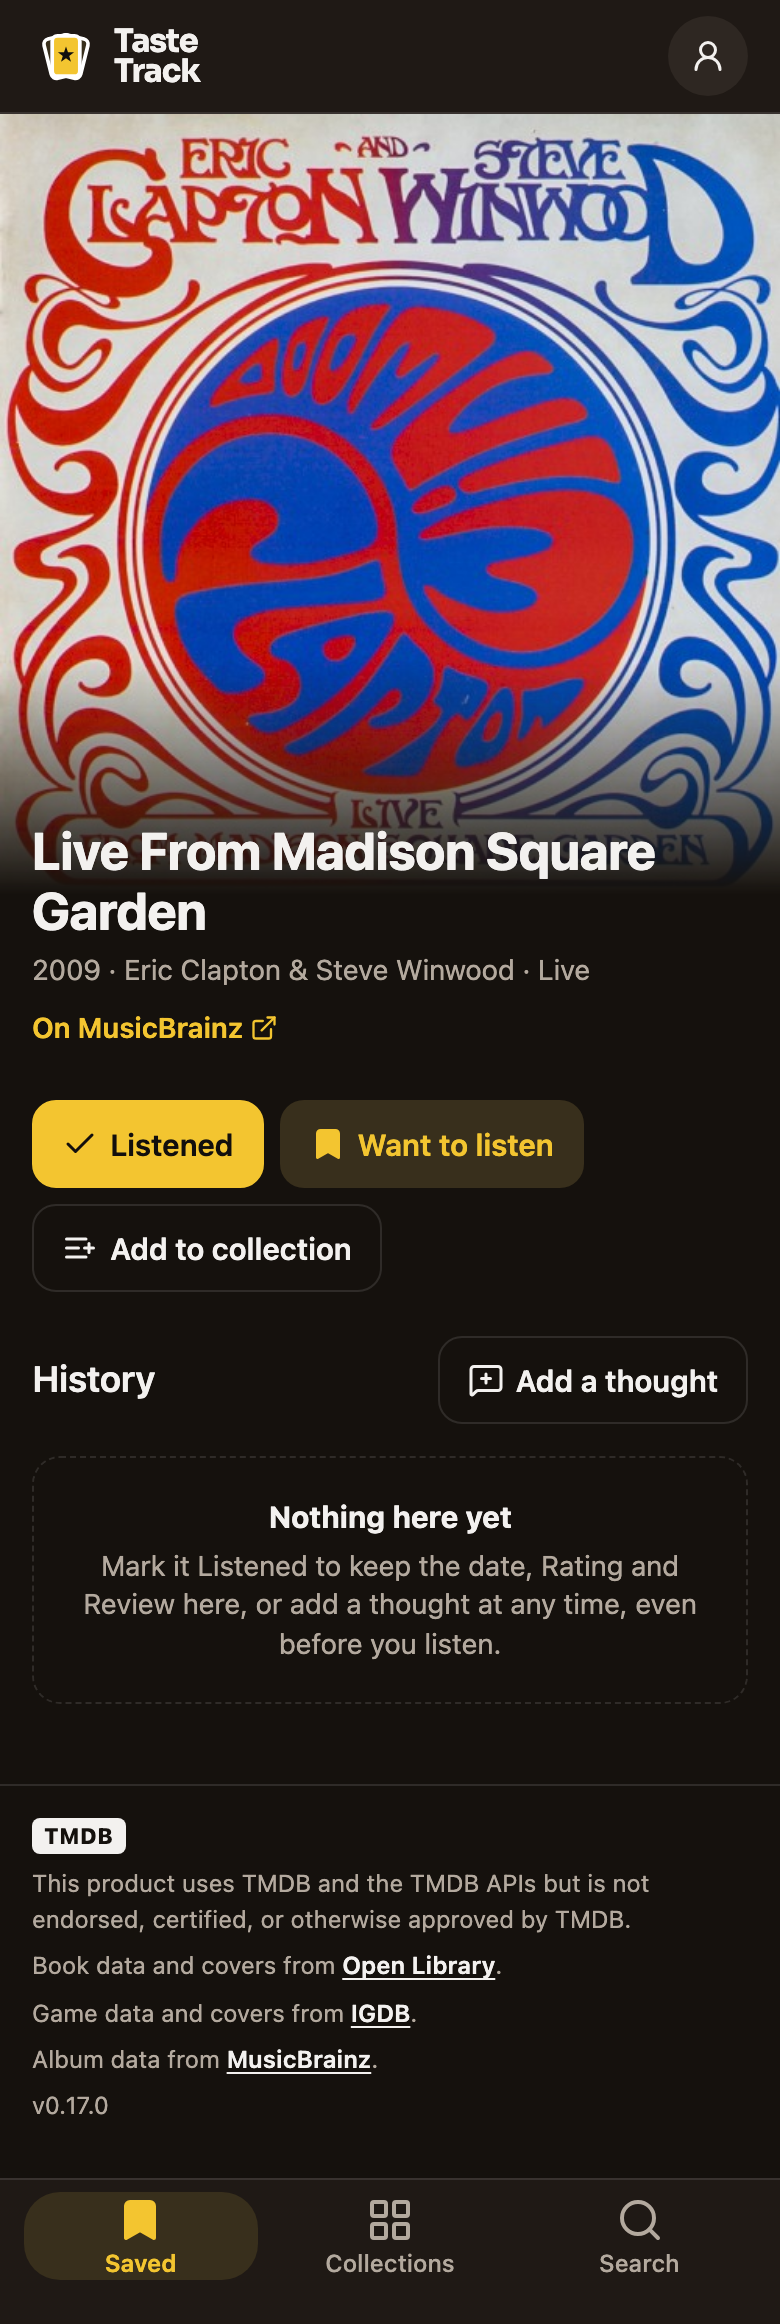 Taste
Track
ERIC AND STEVE
CLAPTON WINWOOD
CLAPTON
LIVE
FROM MADISON SQUARE GARDEN
Live From Madison Square
Garden
2009 · Eric Clapton & Steve Winwood · Live
On MusicBrainz
Listened
Want to listen
Add to collection
History
Add a thought
Nothing here yet
Mark it Listened to keep the date, Rating and
Review here, or add a thought at any time, even
before you listen.
TMDB
This product uses TMDB and the TMDB APIs but is not
endorsed, certified, or otherwise approved by TMDB.
Book data and covers from Open Library.
Game data and covers from IGDB.
Album data from MusicBrainz.
v0.17.0
Saved
Collections
Search